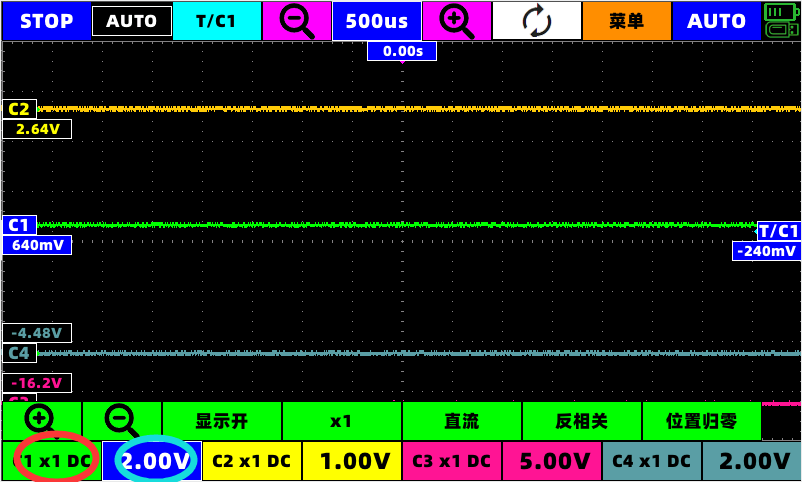 STOP AUTO T/C1 500us 菜单 AUTO
0.00s
C2
2.64V
C1
T/C1
640mV
-240mV
-4.48V
C4
-16.2V
显示开 x1 直流 反相关 位置归零
C1 x1 DC 2.00V C2 x1 DC 1.00V C3 x1 DC 5.00V C4 x1 DC 2.00V